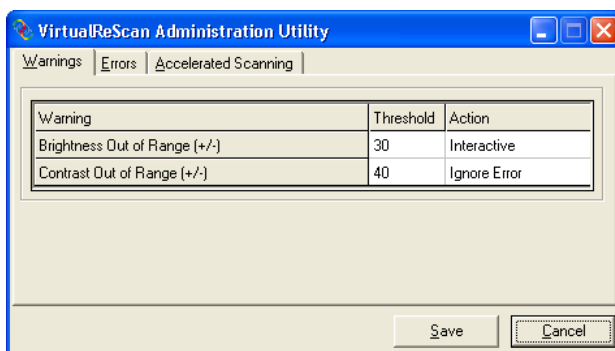 VirtualReScan Administration Utility
Warnings Errors Accelerated Scanning
Warning Threshold Action
Brightness Out of Range (+/-) 30 Interactive
Contrast Out of Range (+/-) 40 Ignore Error
Save Cancel